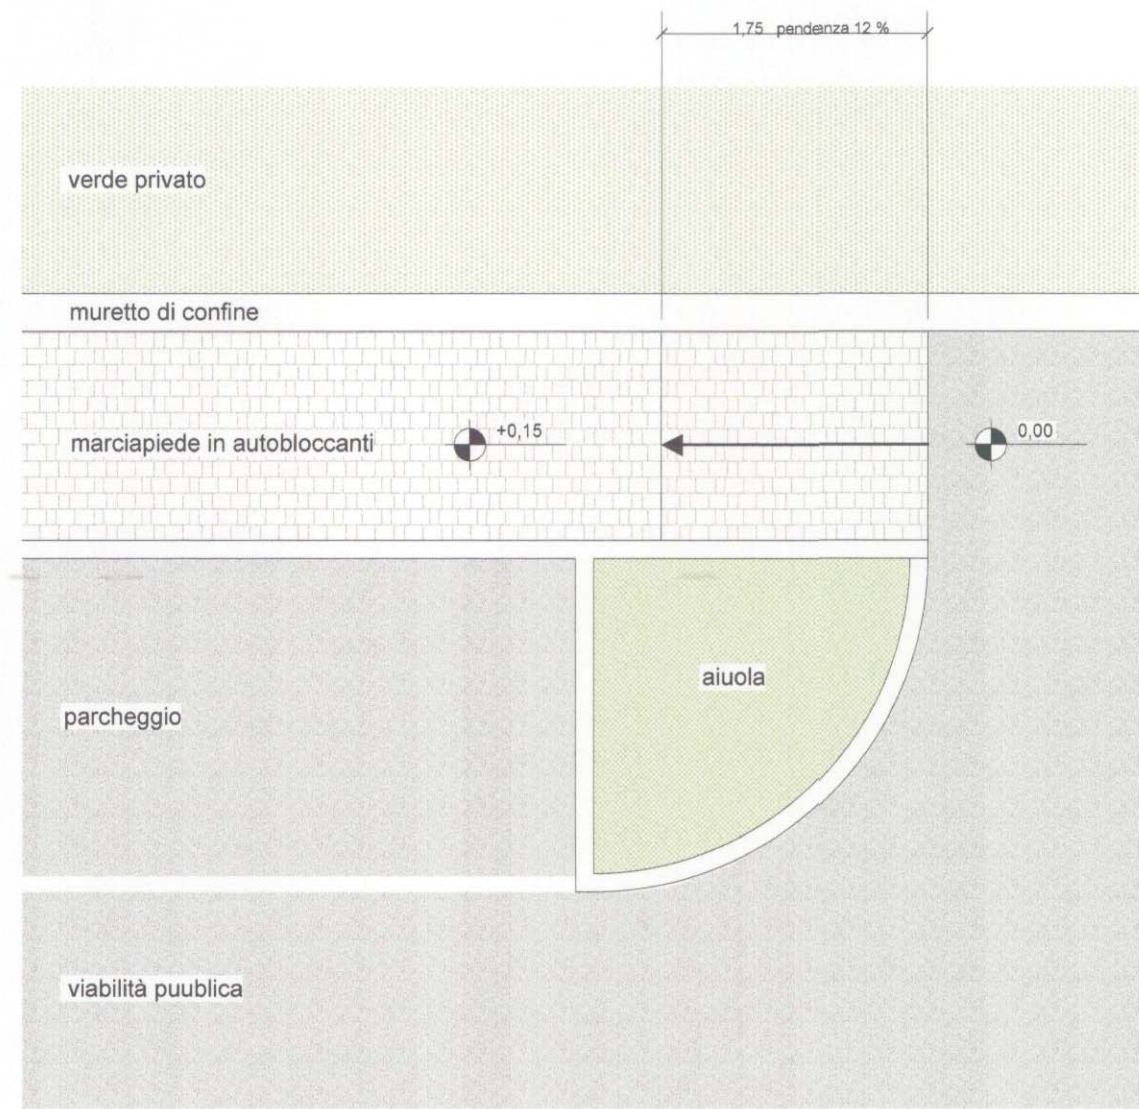 1,75 pendenza 12 %
verde privato
muretto di confine
marciapiede in autobloccanti
+0,15
0,00
aiuola
parcheggio
viabilità puublica